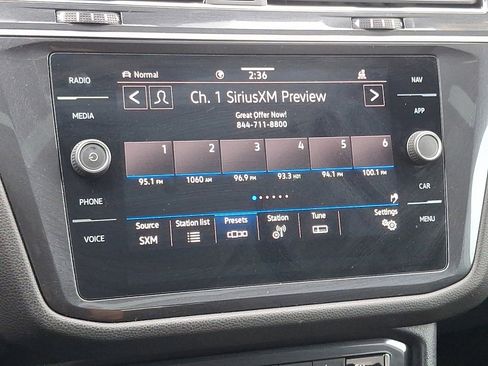 RADIO
MEDIA
PHONE
VOICE
Normal
2:36
Ch. 1 SiriusXM Preview
Great Offer Now!
844-711-8800
1 2 3 4 5 6
95.1 FM 1060 AM 96.9 FM 93.3 HD1 94.1 FM 100.1 FM
Source Station list Presets Station Tune Settings
SXM
NAV
APP
CAR
MENU